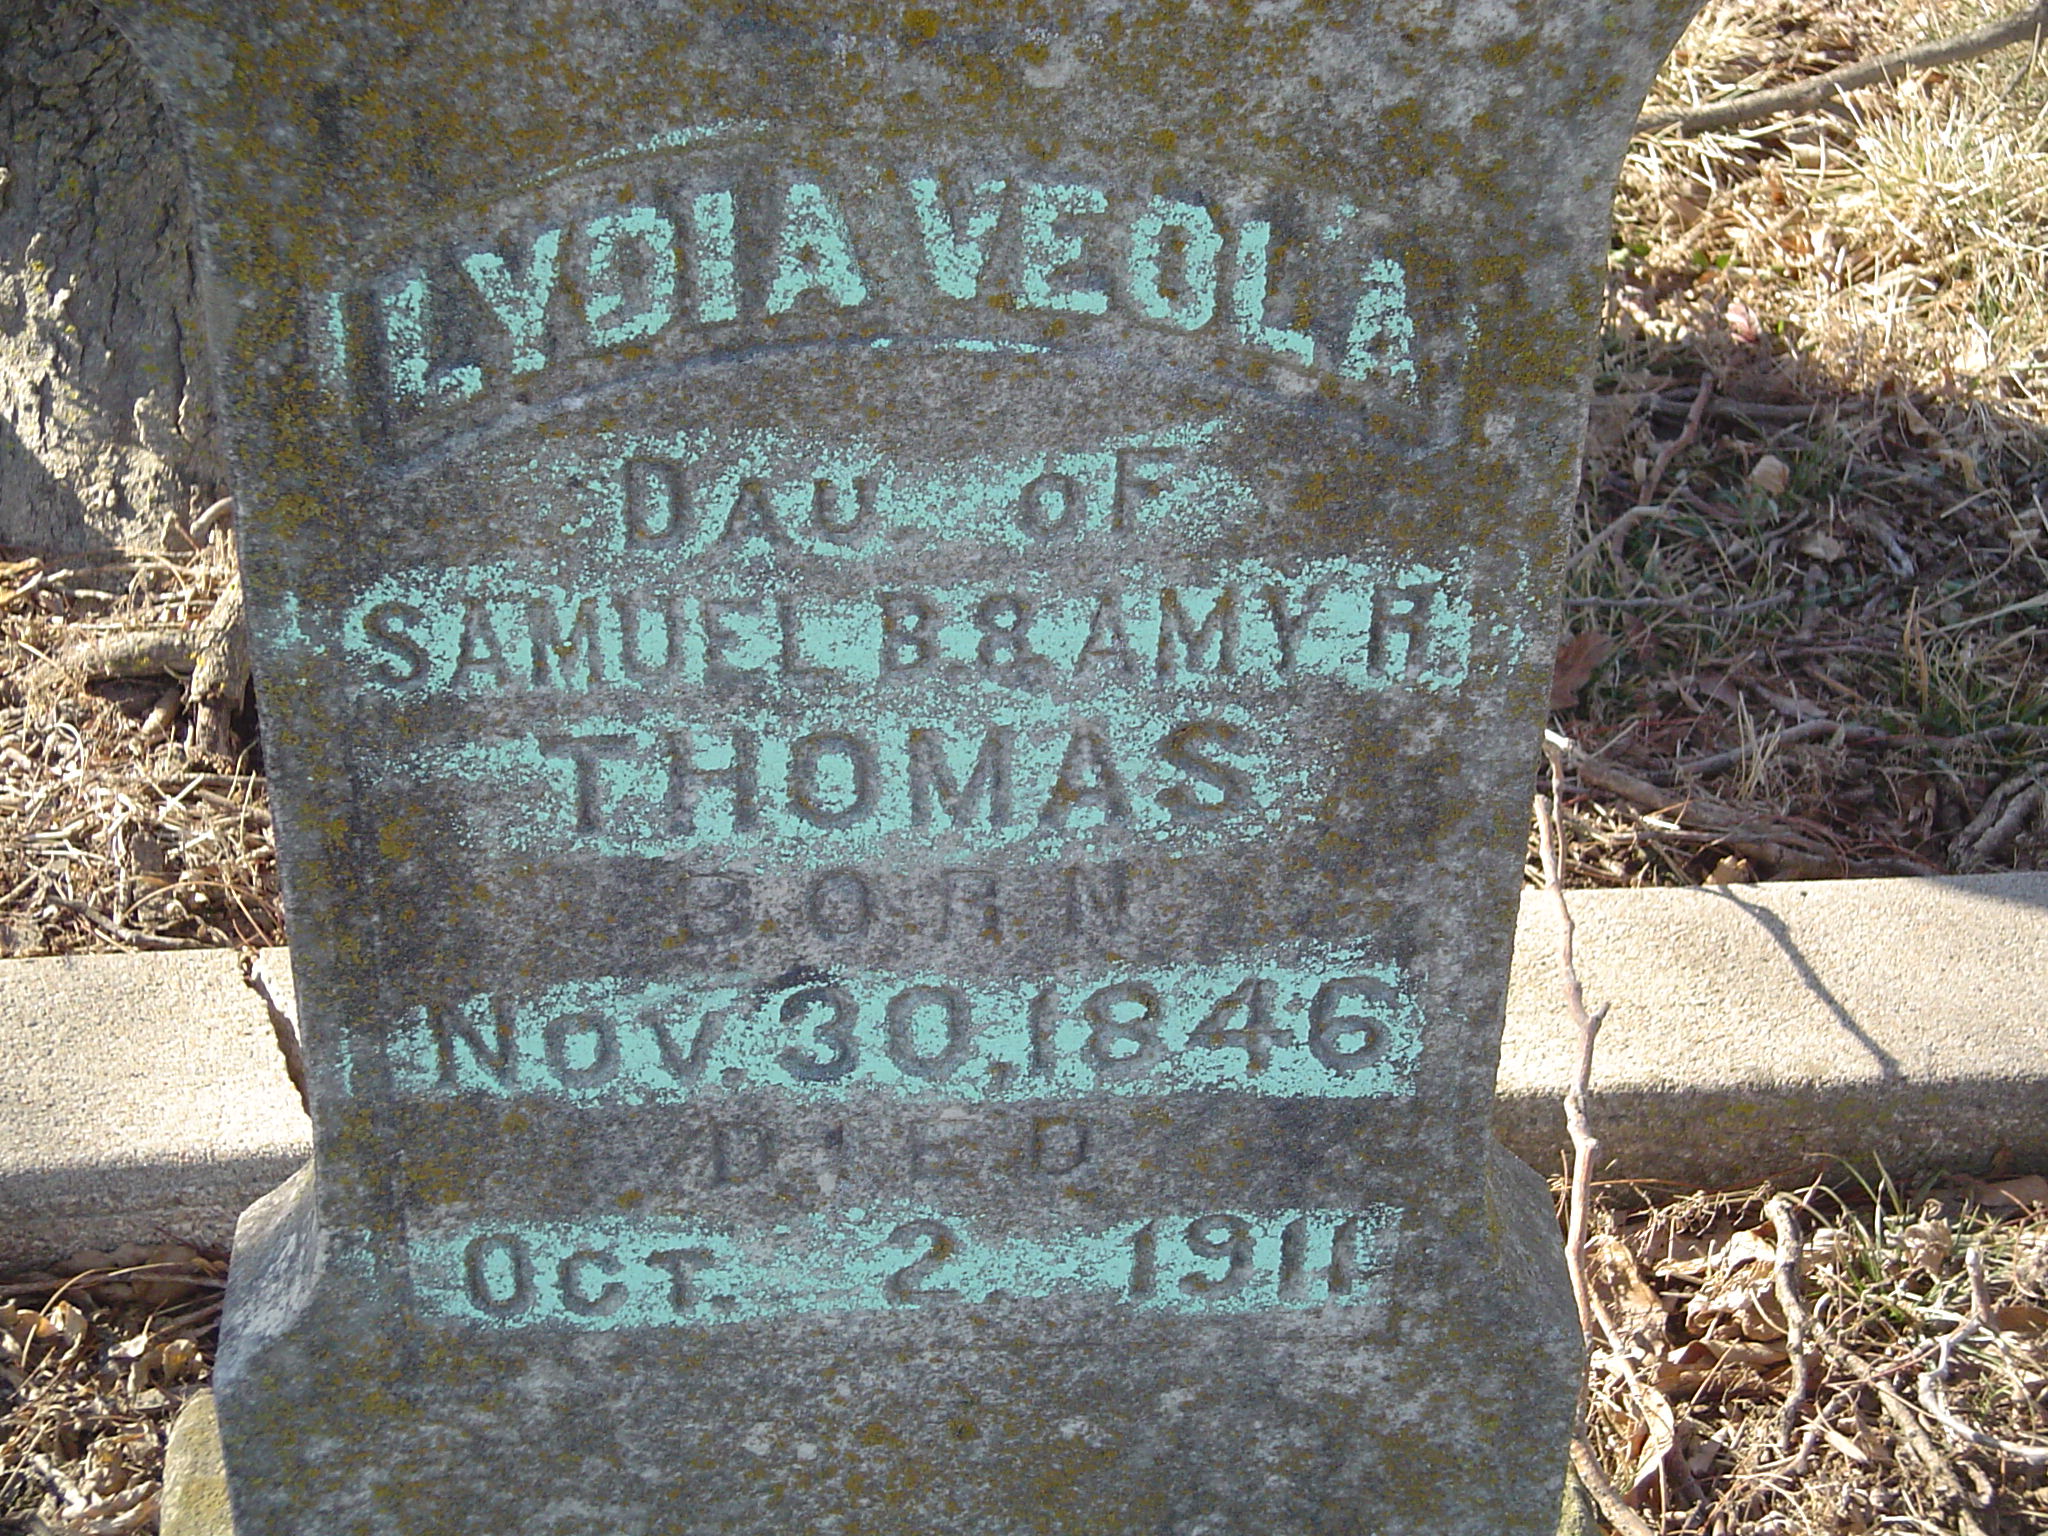 LYDIA VEOLA
DAU OF
SAMUEL B. & AMY R.
THOMAS
BORN
NOV. 30, 1846
DIED
OCT. 2, 1911